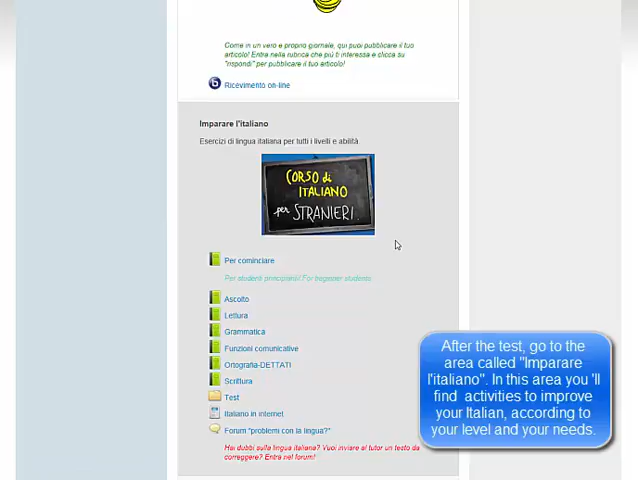 Come in un vero e proprio giornale, qui puoi pubblicare il tuo
articolo! Entra nella rubrica che più ti interessa e clicca su
"rispondi" per pubblicare il tuo articolo!
Ricevimento on-line
Imparare l'italiano
Esercizi di lingua italiana per tutti i livelli e abilità.
CORSO di
ITALIANO
per STRANIERI.
Per cominciare
Per studenti principianti/ For beginner students
Ascolto
Lettura
Grammatica
Funzioni comunicative
Ortografia-DETTATI
Scrittura
Test
Italiano in internet
Forum "problemi con la lingua?"
Hai dubbi sulla lingua italiana? Vuoi inviare al tutor un testo da
correggere? Entra nel forum!
After the test, go to the
area called "Imparare
l'italiano". In this area you 'll
find activities to improve
your Italian, according to
your level and your needs.